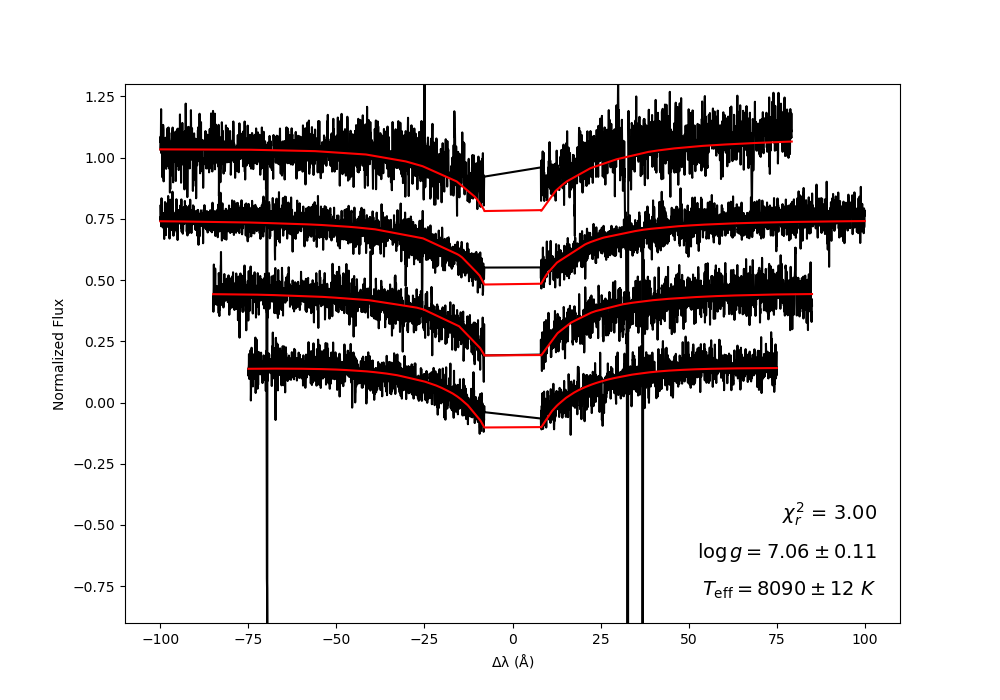 1.25
1.00
0.75
0.50
0.25
0.00
−0.25
−0.50
−0.75
Normalized Flux
χ²ᵣ = 3.00
log g = 7.06 ± 0.11
T_eff = 8090 ± 12 K
−100 −75 −50 −25 0 25 50 75 100
Δλ (Å)